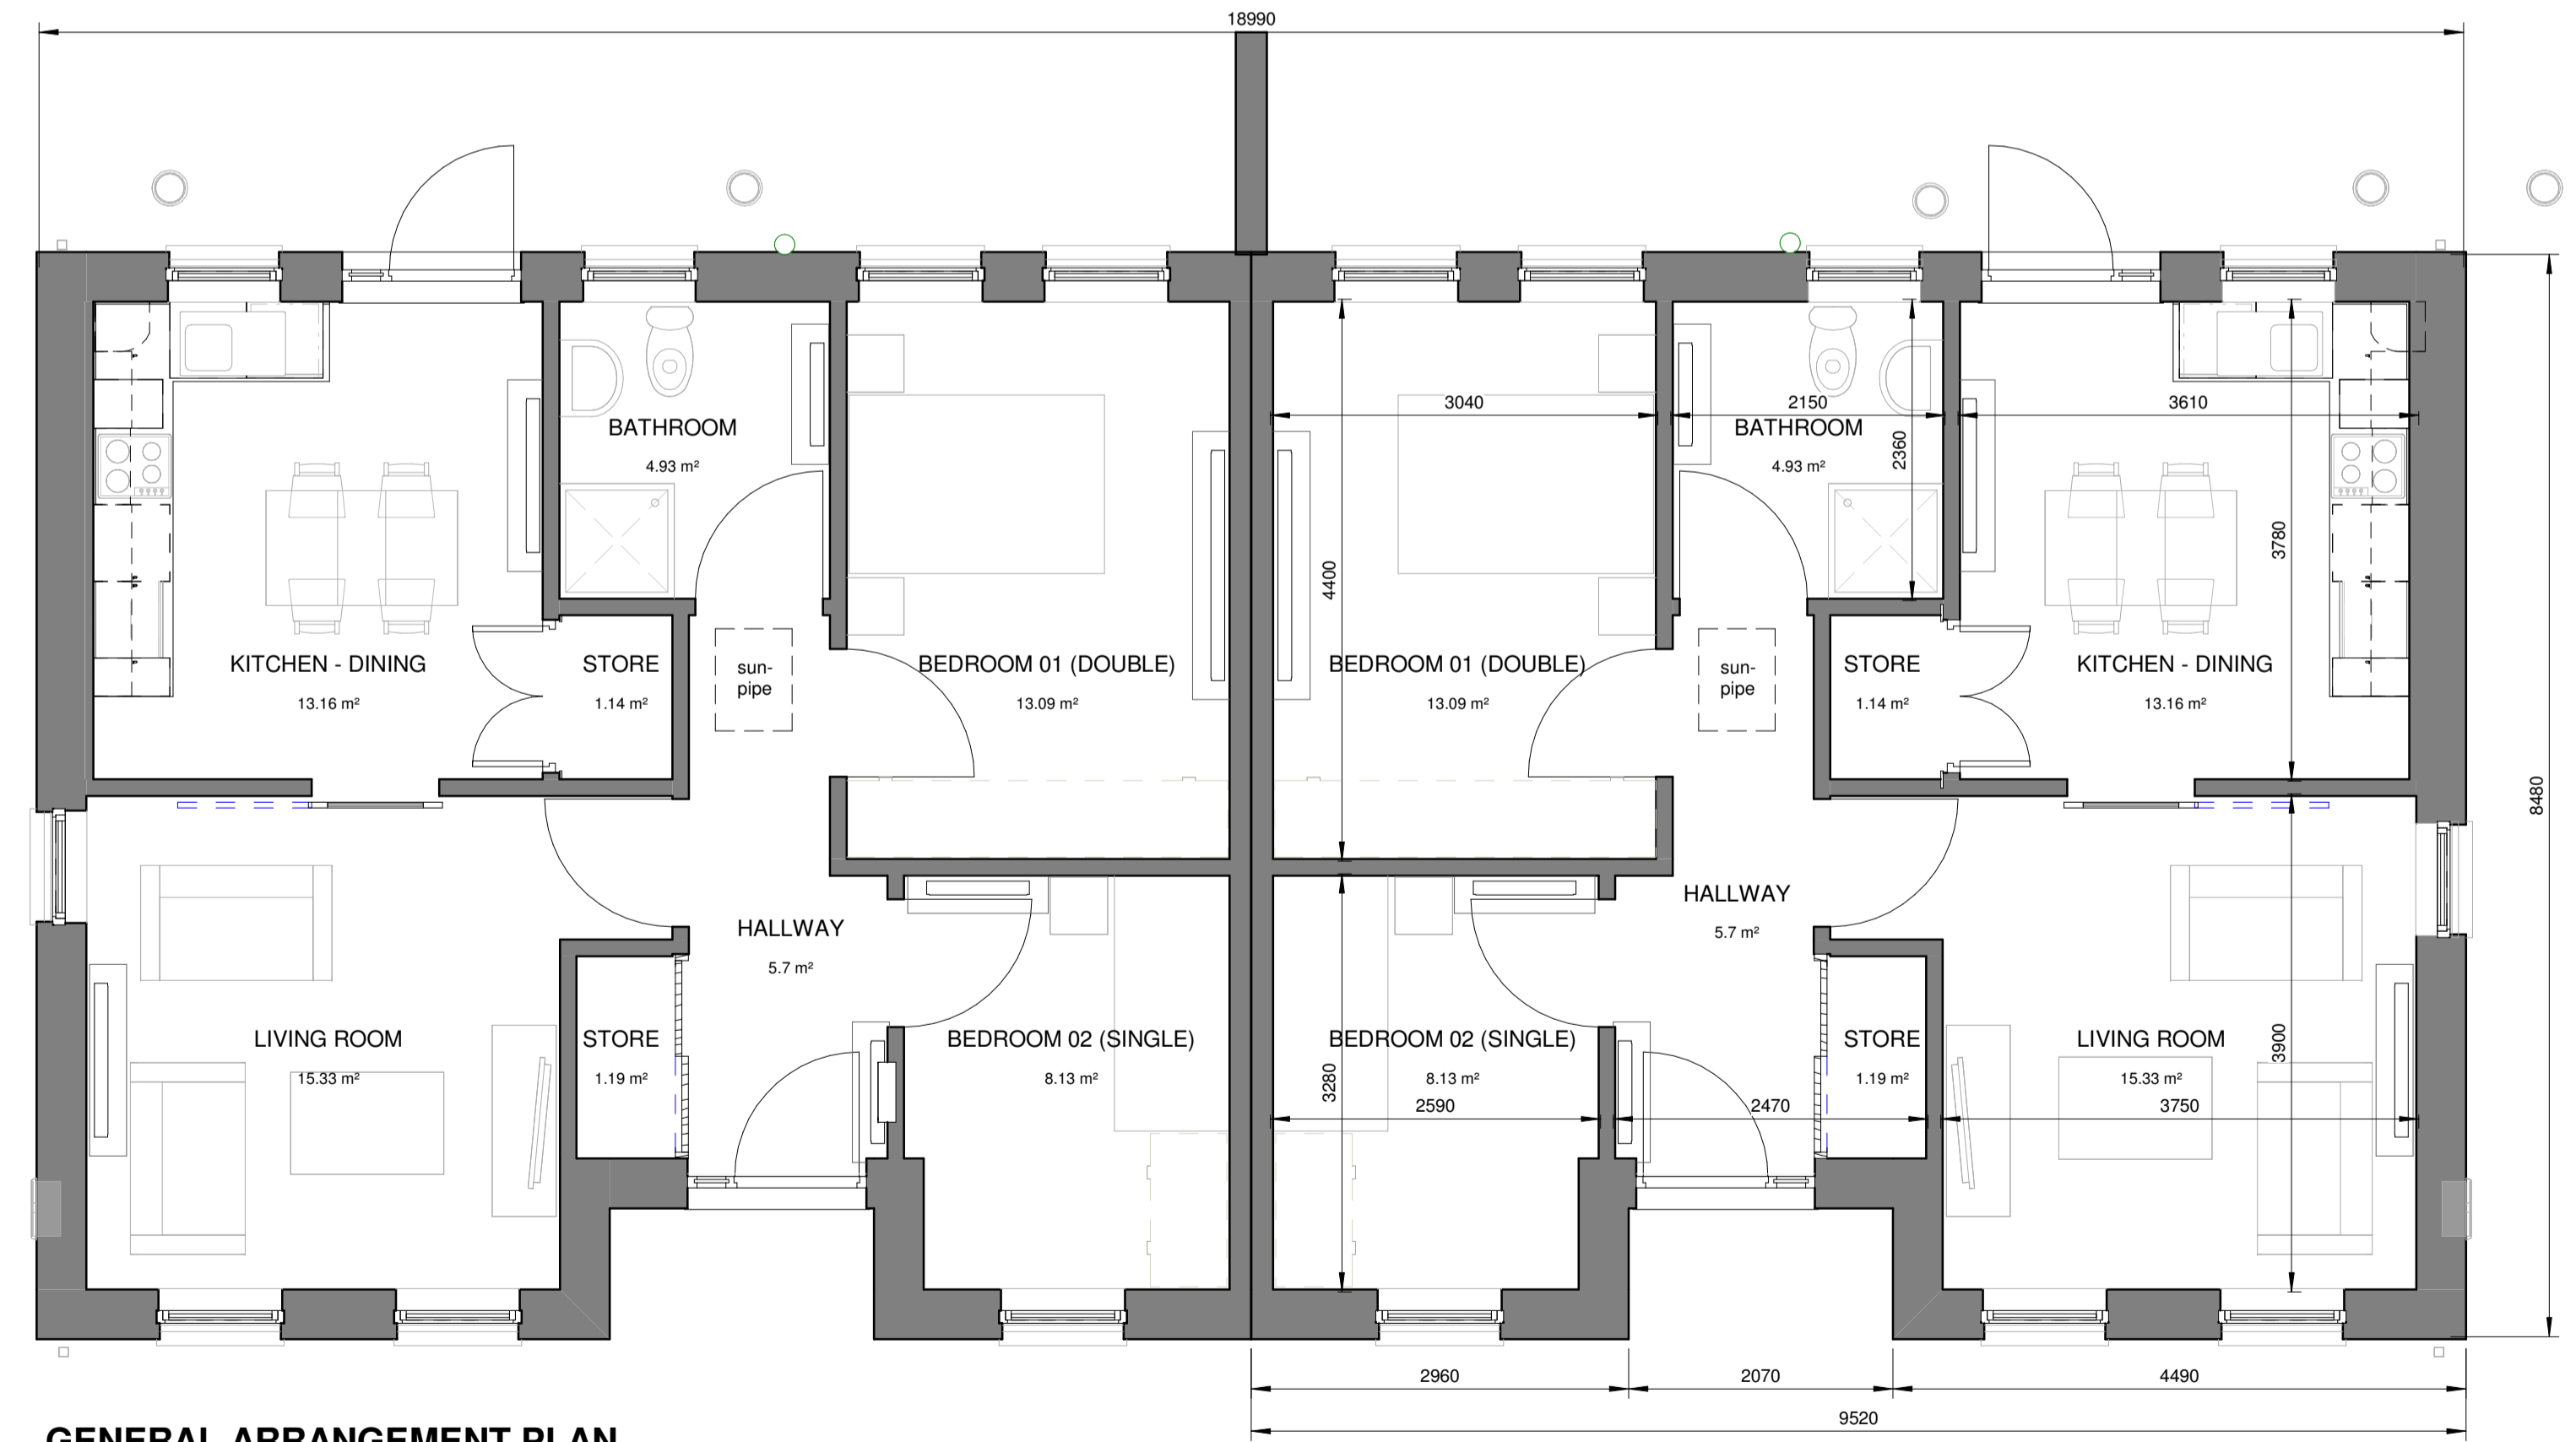 18990
BATHROOM
4.93 m²
3040
2150
BATHROOM
4.93 m²
2360
3610
4400
3780
KITCHEN - DINING
13.16 m²
STORE
1.14 m²
sun-
pipe
BEDROOM 01 (DOUBLE)
13.09 m²
BEDROOM 01 (DOUBLE)
13.09 m²
sun-
pipe
STORE
1.14 m²
KITCHEN - DINING
13.16 m²
8480
HALLWAY
5.7 m²
HALLWAY
5.7 m²
LIVING ROOM
15.33 m²
STORE
1.19 m²
BEDROOM 02 (SINGLE)
8.13 m²
BEDROOM 02 (SINGLE)
8.13 m²
3280
2590
2470
STORE
1.19 m²
LIVING ROOM
15.33 m²
3900
3750
2960
2070
4490
9520
GENERAL ARRANGEMENT PLAN